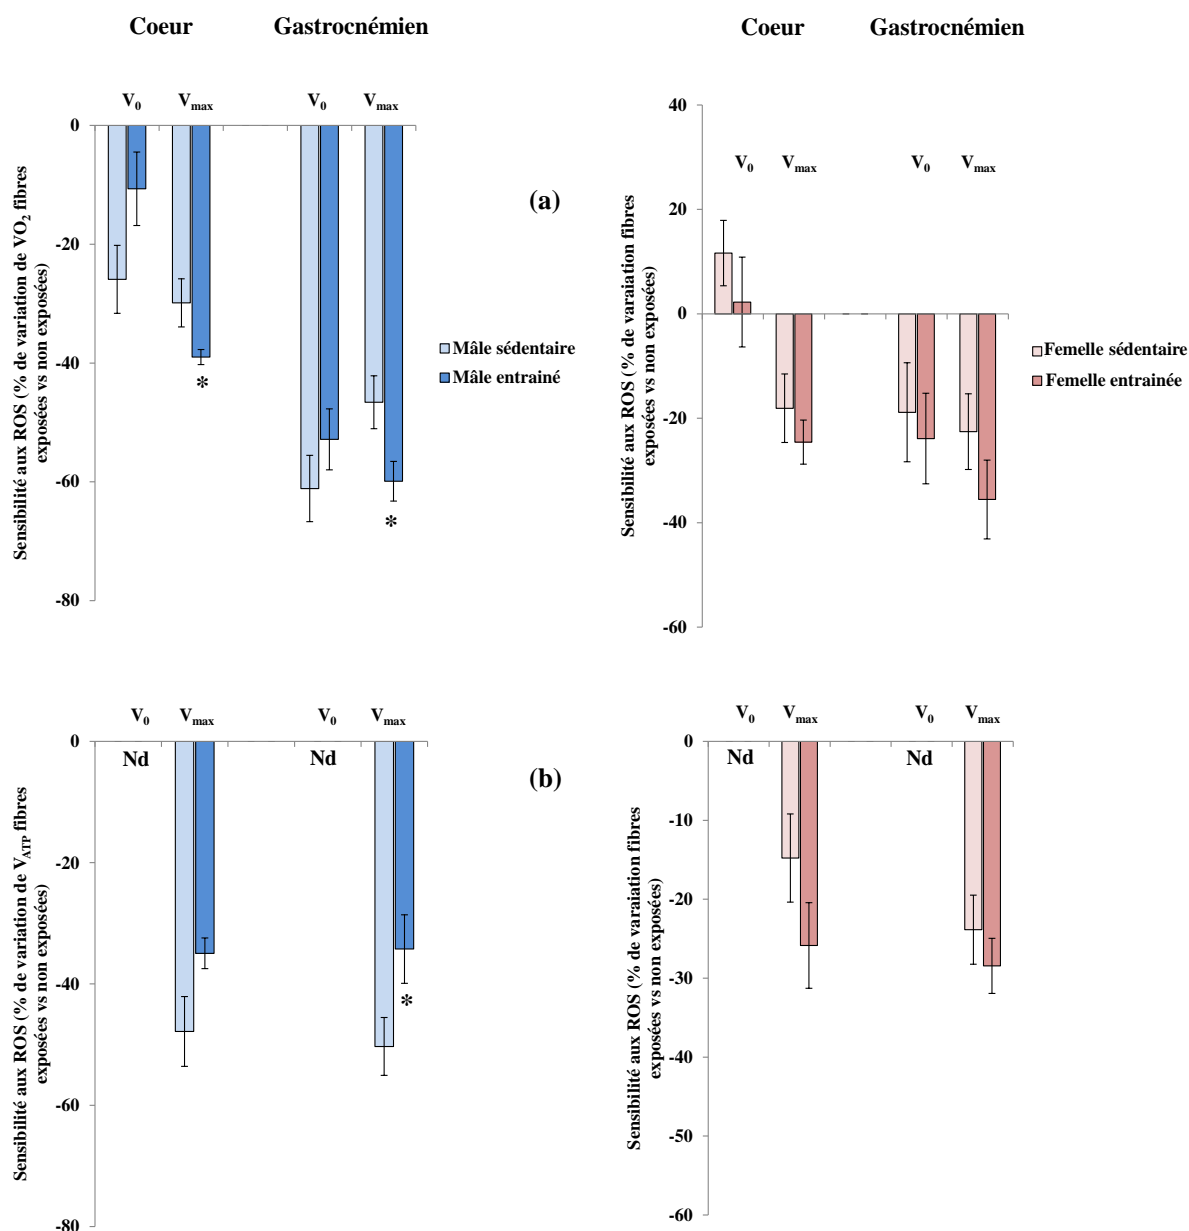 Coeur Gastrocnémien
V0 Vmax V0 Vmax
0
-20
-40
-60
-80
Sensibilité aux ROS (% de variation de VO2 fibres
exposées vs non exposées)
*
*
Mâle sédentaire
Mâle entrainé
(a)
Coeur Gastrocnémien
40
20
0
-20
-40
-60
V0 Vmax V0 Vmax
Sensibilité aux ROS (% de varaiation fibres
exposées vs non exposées)
Femelle sédentaire
Femelle entrainée
V0 Vmax V0 Vmax
0
-20
-40
-60
-80
Nd Nd
Sensibilité aux ROS (% de variation de VATP fibres
exposées vs non exposées)
*
(b)
V0 Vmax V0 Vmax
0
-10
-20
-30
-40
-50
-60
Nd Nd
Sensibilité aux ROS (% de varaiation fibres
exposées vs non exposées)